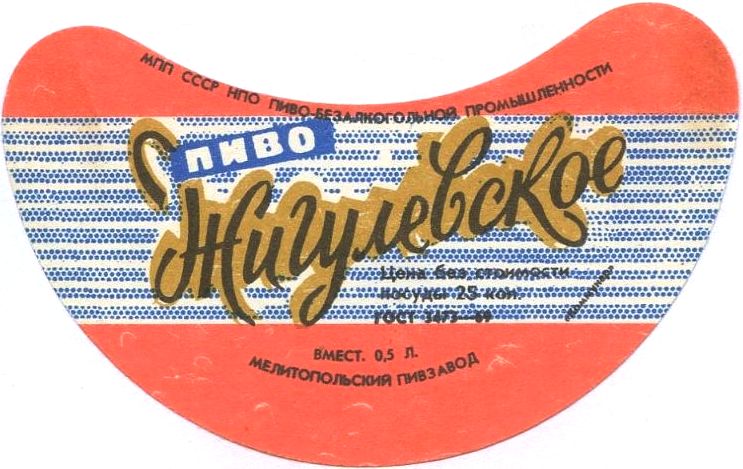 МПП СССР НПО ПИВО-БЕЗАЛКОГОЛЬНОЙ ПРОМЫШЛЕННОСТИ
ПИВО
Жигулевское
Цена без стоимости
посуды 25 коп.
ГОСТ 3473—69
ВМЕСТ. 0,5 Л.
МЕЛИТОПОЛЬСКИЙ ПИВЗАВОД